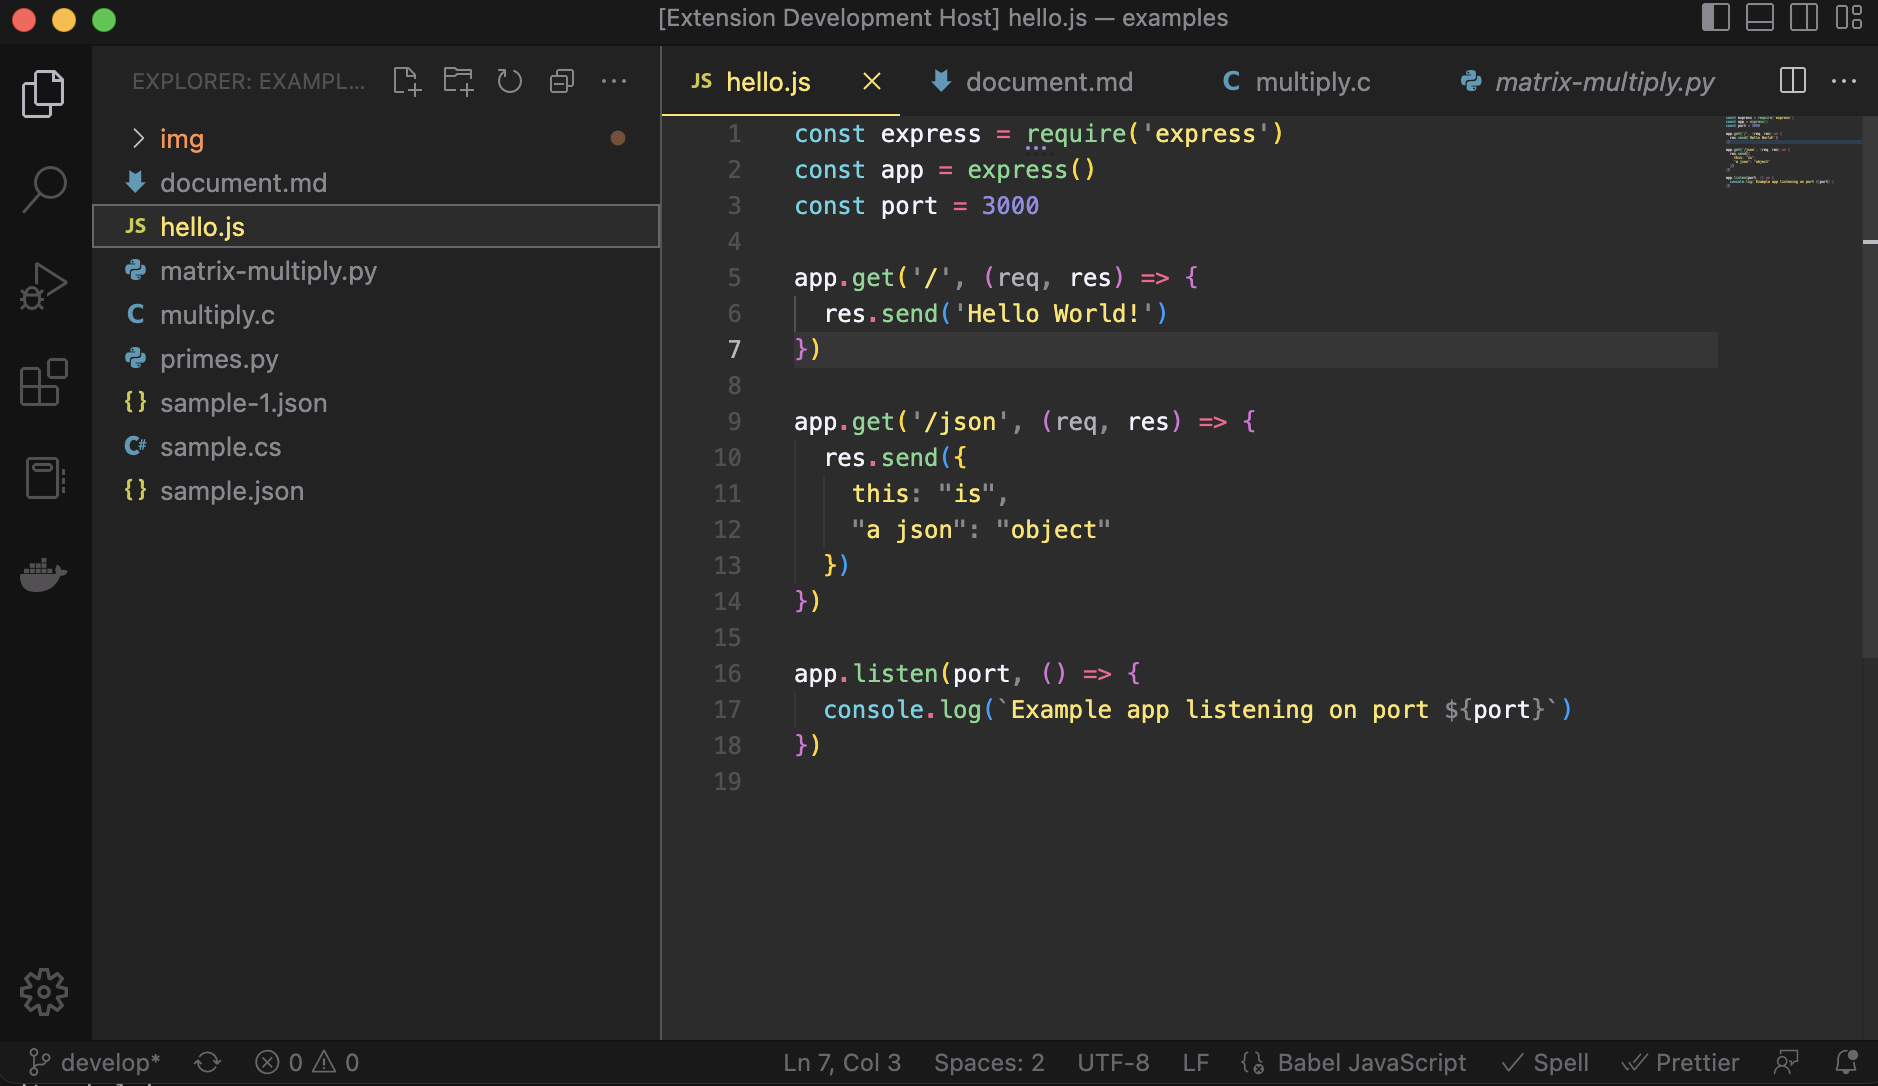 [Extension Development Host] hello.js — examples
EXPLORER: EXAMPL...
img
document.md
JS hello.js
matrix-multiply.py
C multiply.c
primes.py
{} sample-1.json
C# sample.cs
{} sample.json
JS hello.js document.md C multiply.c matrix-multiply.py
1 const express = require('express')
2 const app = express()
3 const port = 3000
4
5 app.get('/', (req, res) => {
6   res.send('Hello World!')
7 })
8
9 app.get('/json', (req, res) => {
10   res.send({
11     this: "is",
12     "a json": "object"
13   })
14 })
15
16 app.listen(port, () => {
17   console.log(`Example app listening on port ${port}`)
18 })
19
develop* 0 0 Ln 7, Col 3 Spaces: 2 UTF-8 LF Babel JavaScript Spell Prettier